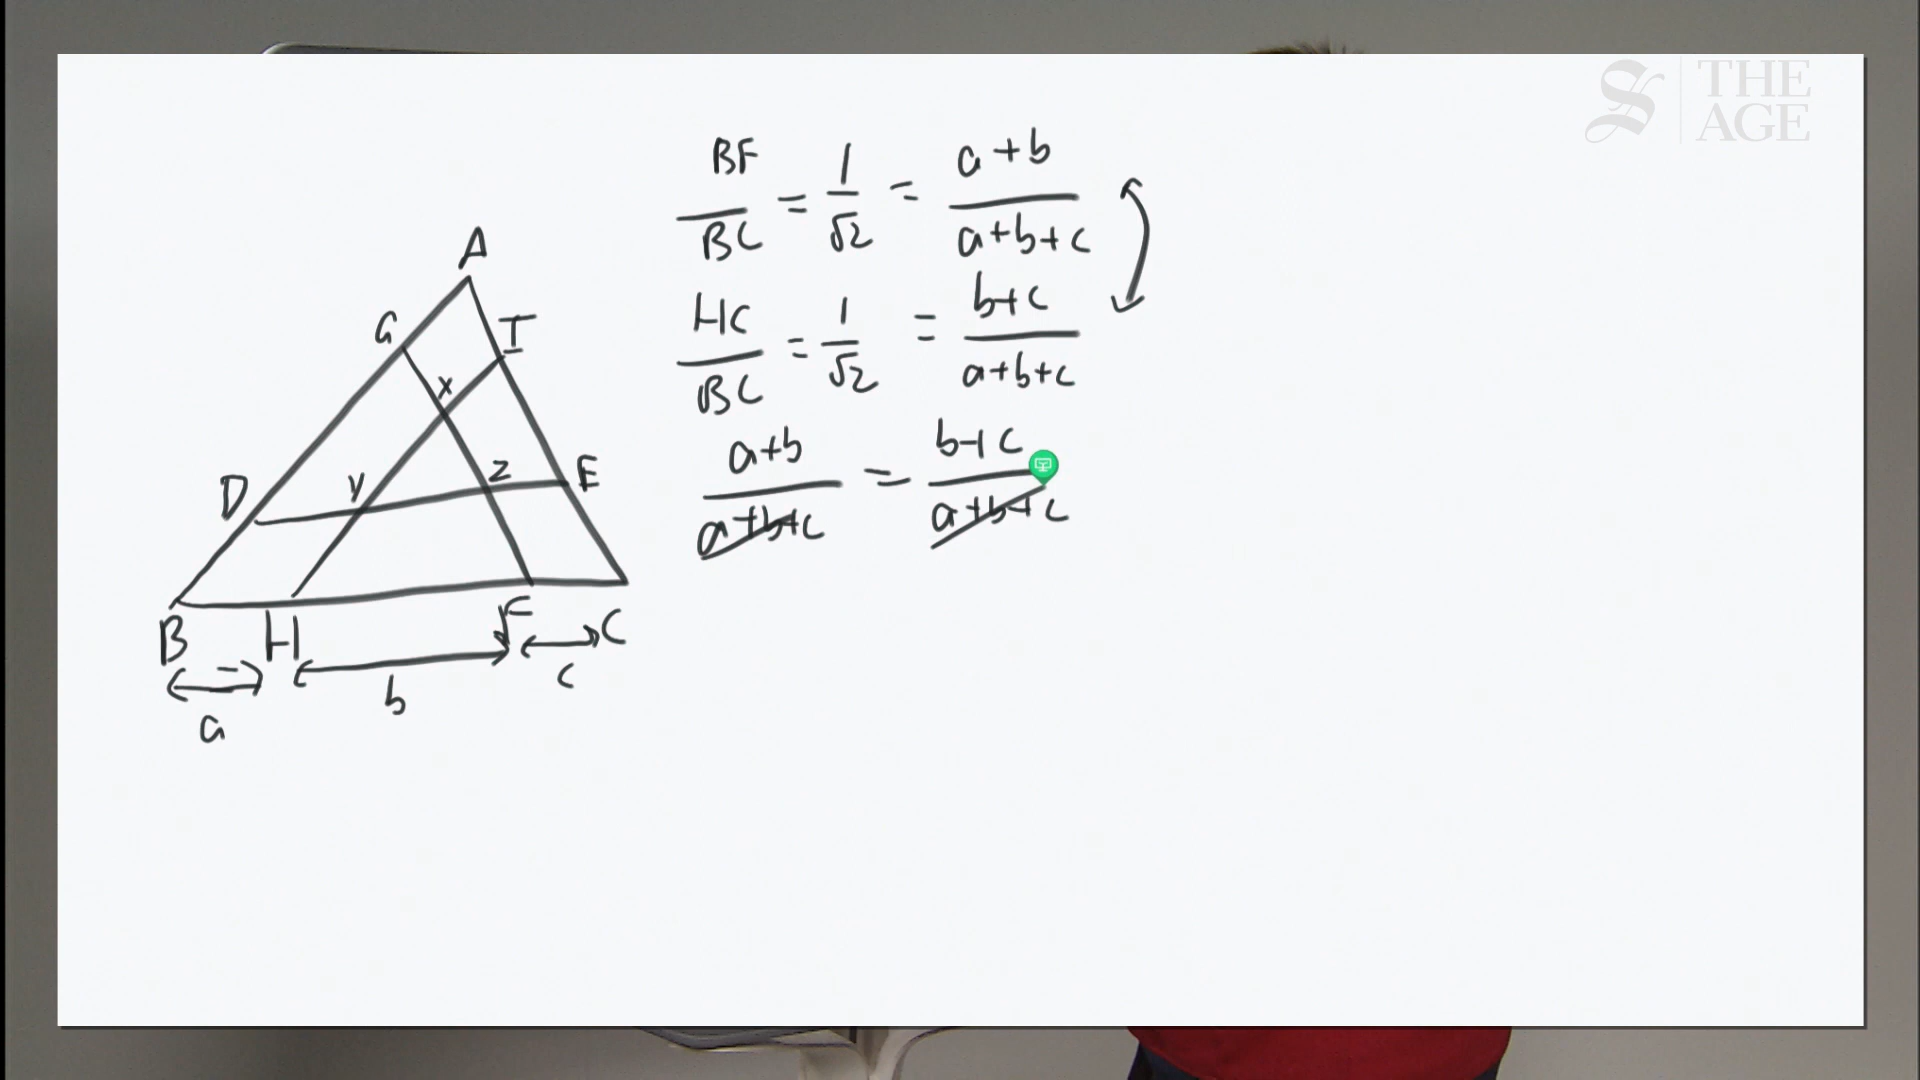 THE
AGE
A
G
I
X
D
Y
Z
E
B
H
F
C
a
b
c
BF/BC = 1/√2 = a+b/a+b+c
HC/BC = 1/√2 = b+c/a+b+c
a+b/a+b+c = b+c/a+b+c